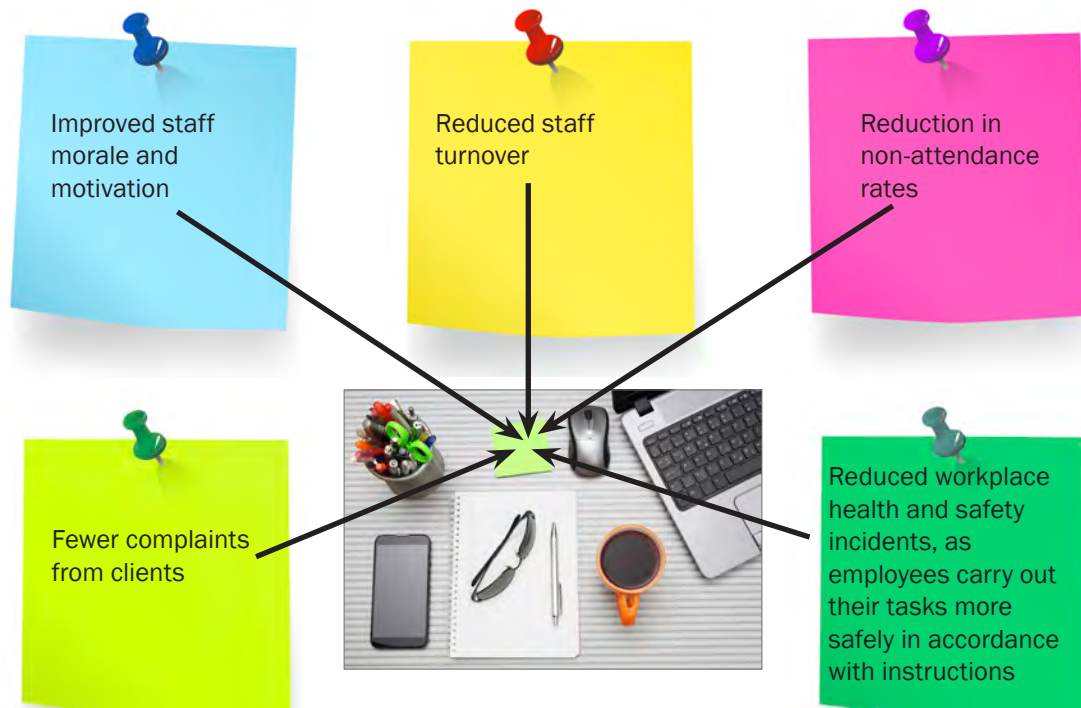 Improved staff
morale and
motivation
Reduced staff
turnover
Reduction in
non-attendance
rates
Fewer complaints
from clients
Reduced workplace
health and safety
incidents, as
employees carry out
their tasks more
safely in accordance
with instructions